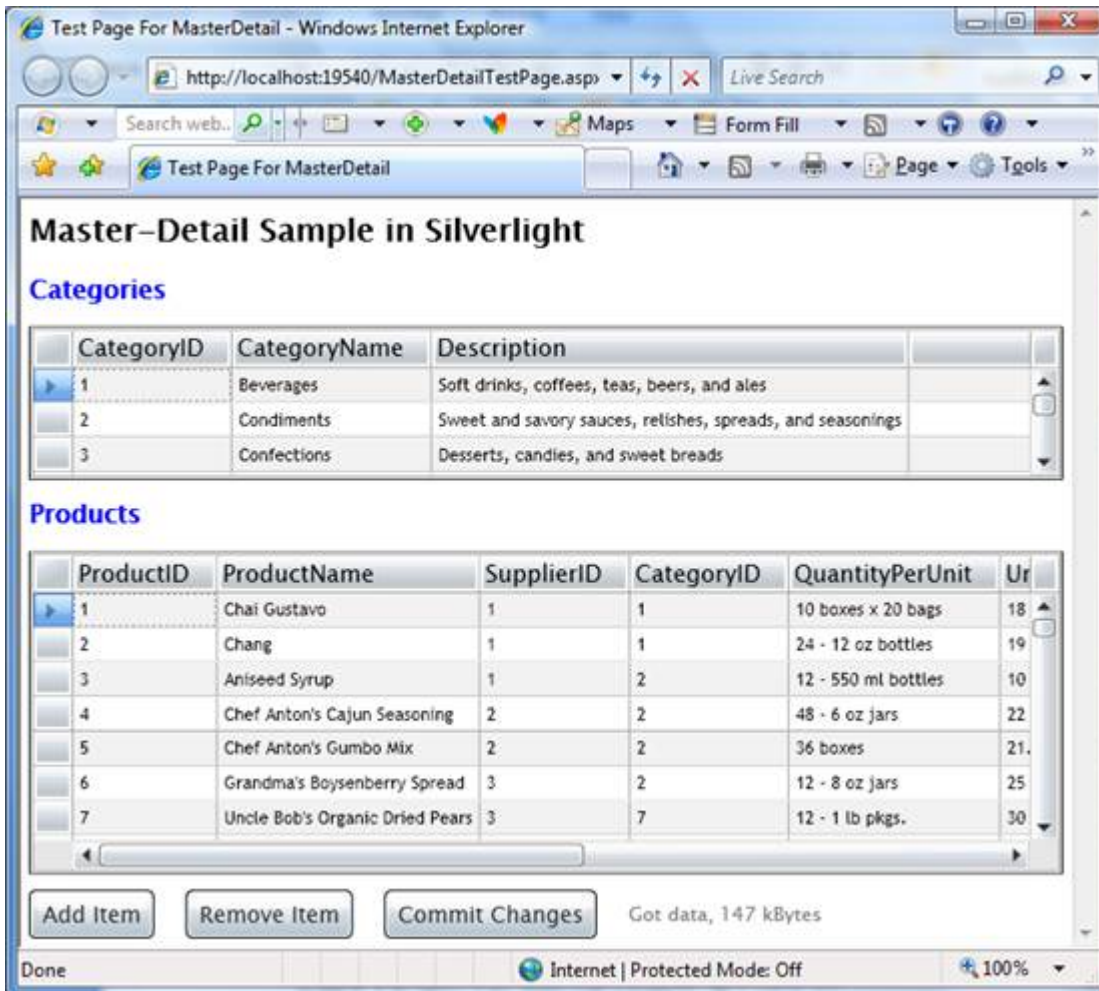 Test Page For MasterDetail - Windows Internet Explorer
http://localhost:19540/MasterDetailTestPage.asp Live Search
Search web.. Maps Form Fill
Test Page For MasterDetail Page Tools
Master-Detail Sample in Silverlight
Categories
CategoryID CategoryName Description
1 Beverages Soft drinks, coffees, teas, beers, and ales
2 Condiments Sweet and savory sauces, relishes, spreads, and seasonings
3 Confections Desserts, candies, and sweet breads
Products
ProductID ProductName SupplierID CategoryID QuantityPerUnit Ur
1 Chai Gustavo 1 1 10 boxes x 20 bags 18
2 Chang 1 1 24 - 12 oz bottles 19
3 Aniseed Syrup 1 2 12 - 550 ml bottles 10
4 Chef Anton's Cajun Seasoning 2 2 48 - 6 oz jars 22
5 Chef Anton's Gumbo Mix 2 2 36 boxes 21.
6 Grandma's Boysenberry Spread 3 2 12 - 8 oz jars 25
7 Uncle Bob's Organic Dried Pears 3 7 12 - 1 lb pkgs. 30
Add Item Remove Item Commit Changes Got data, 147 kBytes
Done Internet | Protected Mode: Off 100%